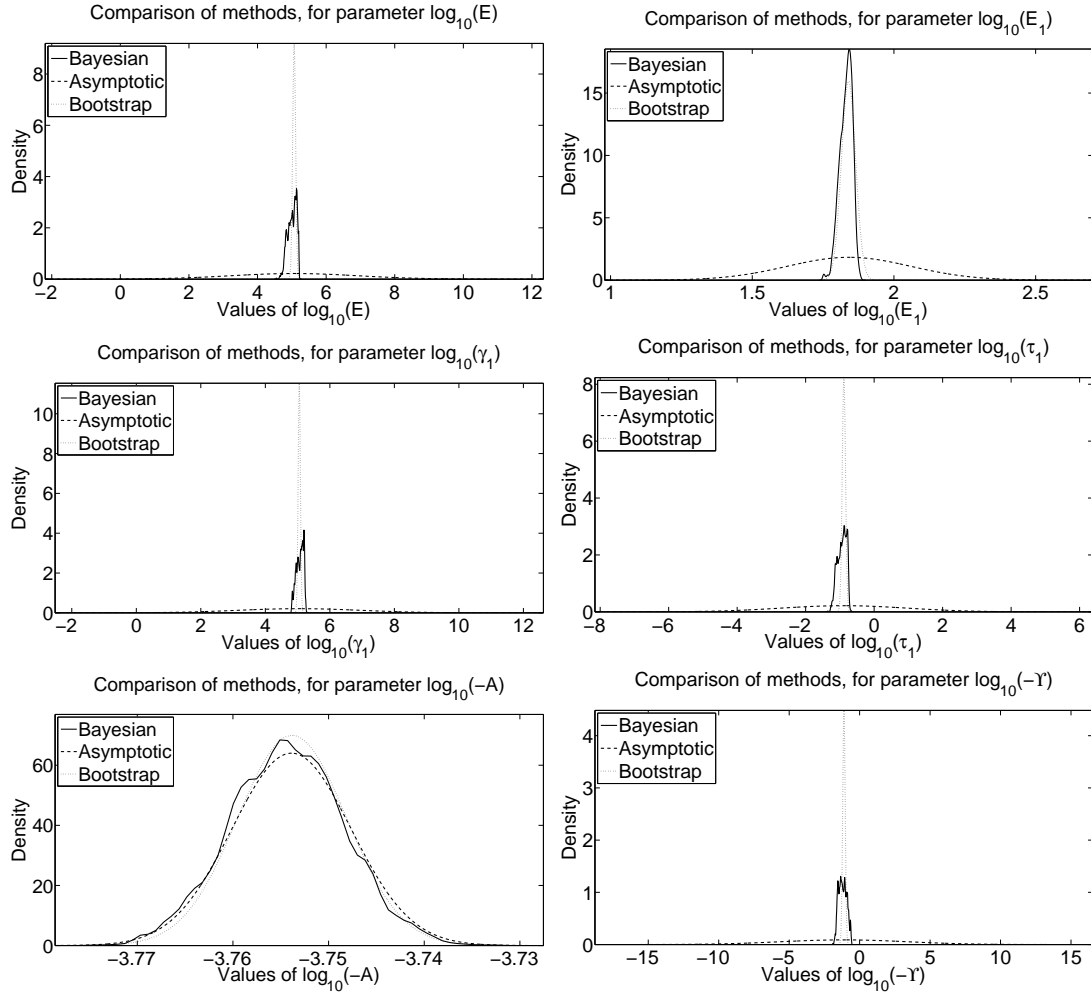 Comparison of methods, for parameter log₁₀(E)
Bayesian
Asymptotic
Bootstrap
Density
8
6
4
2
0
−2 0 2 4 6 8 10 12
Values of log₁₀(E)
Comparison of methods, for parameter log₁₀(E₁)
Bayesian
Asymptotic
Bootstrap
Density
15
10
5
0
1 1.5 2 2.5
Values of log₁₀(E₁)
Comparison of methods, for parameter log₁₀(γ₁)
Bayesian
Asymptotic
Bootstrap
Density
10
8
6
4
2
0
−2 0 2 4 6 8 10 12
Values of log₁₀(γ₁)
Comparison of methods, for parameter log₁₀(τ₁)
Bayesian
Asymptotic
Bootstrap
Density
8
6
4
2
0
−8 −6 −4 −2 0 2 4 6
Values of log₁₀(τ₁)
Comparison of methods, for parameter log₁₀(−A)
Bayesian
Asymptotic
Bootstrap
Density
60
40
20
0
−3.77 −3.76 −3.75 −3.74 −3.73
Values of log₁₀(−A)
Comparison of methods, for parameter log₁₀(−ϒ)
Bayesian
Asymptotic
Bootstrap
Density
4
3
2
1
0
−15 −10 −5 0 5 10 15
Values of log₁₀(−ϒ)